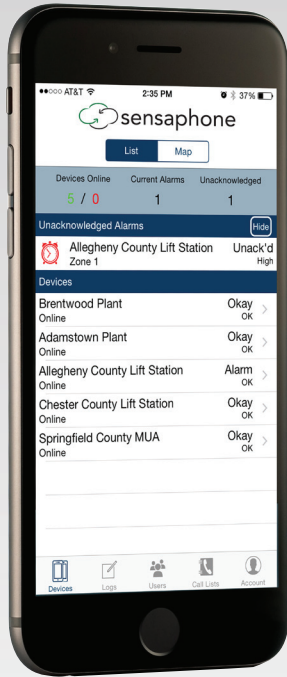 AT&T 2:35 PM 37%
sensaphone
List Map
Devices Online Current Alarms Unacknowledged
5 / 0 1 1
Unacknowledged Alarms Hide
Allegheny County Lift Station Unack'd
Zone 1 High
Devices
Brentwood Plant Okay
Online OK
Adamstown Plant Okay
Online OK
Allegheny County Lift Station Alarm
Online OK
Chester County Lift Station Okay
Online OK
Springfield County MUA Okay
Online OK
Devices Logs Users Call Lists Account